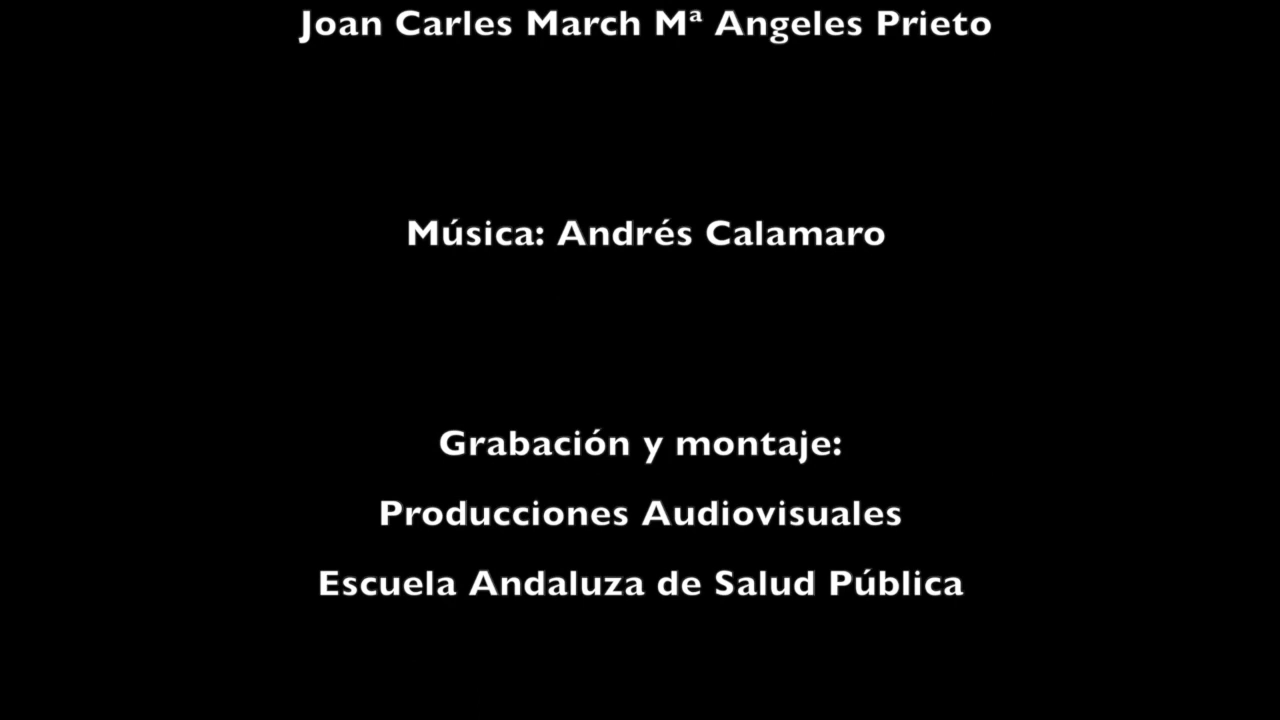 Joan Carles March Mª Angeles Prieto
Música: Andrés Calamaro
Grabación y montaje:
Producciones Audiovisuales
Escuela Andaluza de Salud Pública